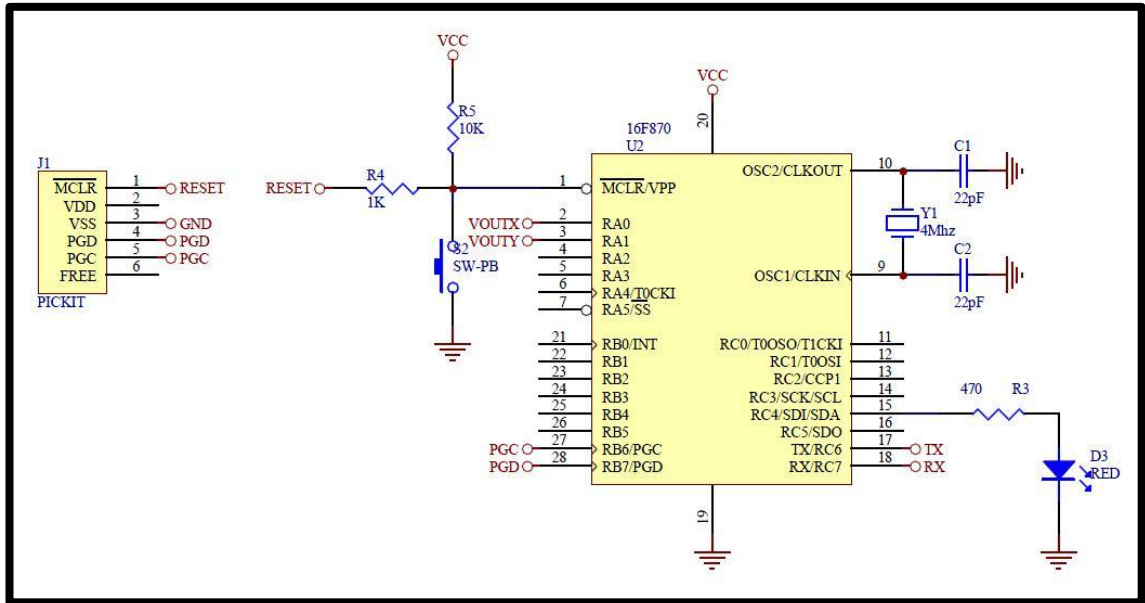 VCC
R5
10K
VCC
20
16F870
U2
J1
MCLR 1 RESET
VDD 2
VSS 3 GND
PGD 4 PGD
PGC 5 PGC
FREE 6
PICKIT
RESET
R4
1K
S2
SW-PB
1 MCLR/VPP
VOUTX 2 RA0
VOUTY 3 RA1
4 RA2
5 RA3
6 RA4/T0CKI
7 RA5/SS
21 RB0/INT
22 RB1
23 RB2
24 RB3
25 RB4
26 RB5
PGC 27 RB6/PGC
PGD 28 RB7/PGD
OSC2/CLKOUT 10
C1
22pF
Y1
4Mhz
OSC1/CLKIN 9
C2
22pF
RC0/T0OSO/T1CKI 11
RC1/T0OSI 12
RC2/CCP1 13
RC3/SCK/SCL 14
RC4/SDI/SDA 15
RC5/SDO 16
TX/RC6 17 TX
RX/RC7 18 RX
470 R3
D3
RED
19